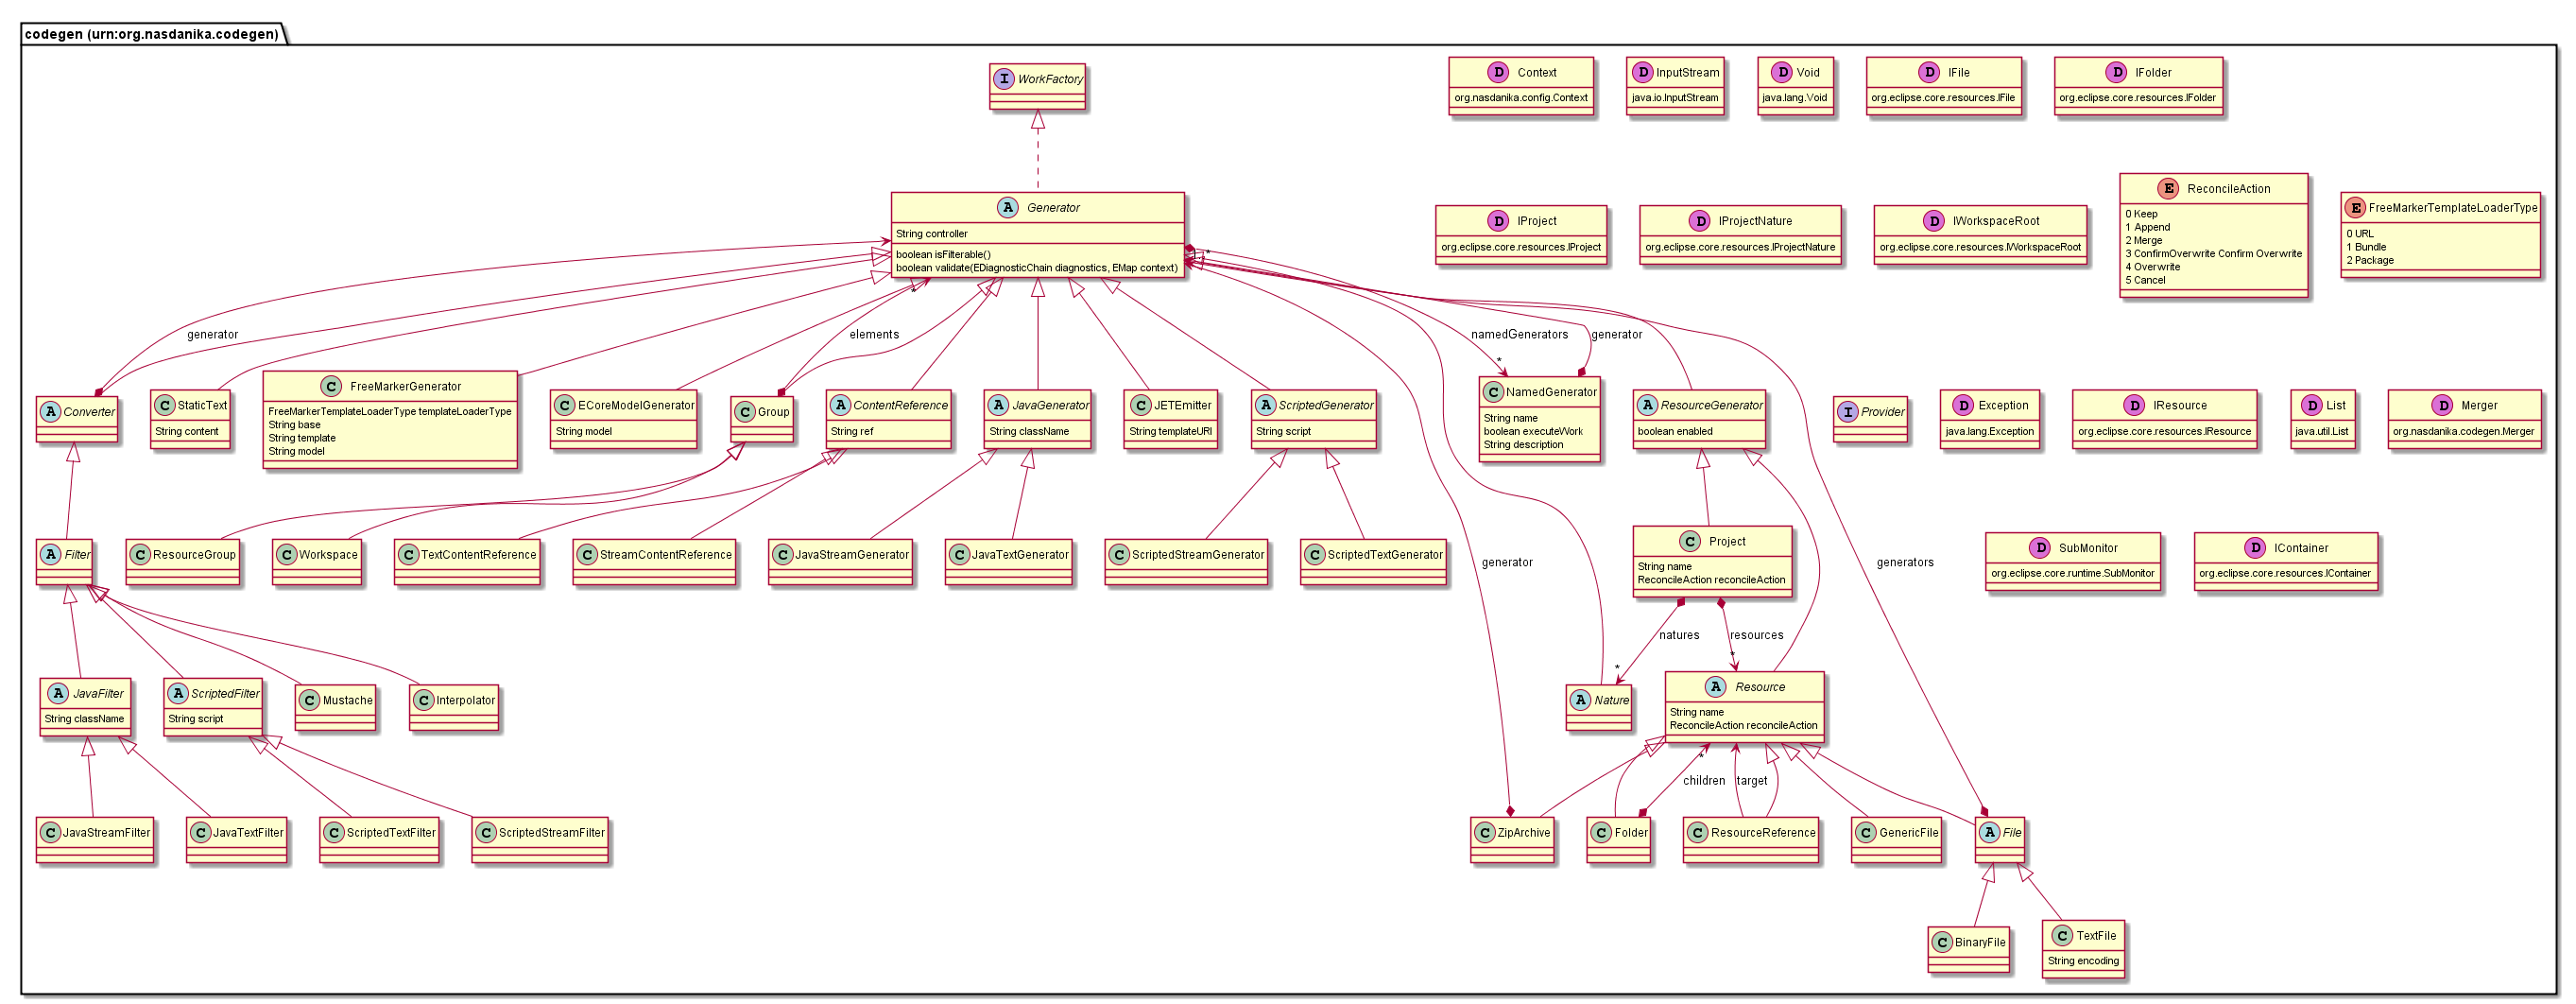 codegen (urn:org.nasdanika.codegen)
I WorkFactory
D Context
org.nasdanika.config.Context
D InputStream
java.io.InputStream
D Void
java.lang.Void
D IFile
org.eclipse.core.resources.IFile
D IFolder
org.eclipse.core.resources.IFolder
A Generator
String controller
boolean isFilterable()
boolean validate(EDiagnosticChain diagnostics, EMap context)
D IProject
org.eclipse.core.resources.IProject
D IProjectNature
org.eclipse.core.resources.IProjectNature
D IWorkspaceRoot
org.eclipse.core.resources.IWorkspaceRoot
E ReconcileAction
0 Keep
1 Append
2 Merge
3 ConfirmOverwrite Confirm Overwrite
4 Overwrite
5 Cancel
E FreeMarkerTemplateLoaderType
0 URL
1 Bundle
2 Package
*
*
generator
elements
namedGenerators
generator
*
A Converter
C StaticText
String content
C FreeMarkerGenerator
FreeMarkerTemplateLoaderType templateLoaderType
String base
String template
String model
C ECoreModelGenerator
String model
C Group
A ContentReference
String ref
A JavaGenerator
String className
C JETEmitter
String templateURI
A ScriptedGenerator
String script
C NamedGenerator
String name
boolean executeWork
String description
A ResourceGenerator
boolean enabled
I Provider
D Exception
java.lang.Exception
D IResource
org.eclipse.core.resources.IResource
D List
java.util.List
D Merger
org.nasdanika.codegen.Merger
A Filter
C ResourceGroup
C Workspace
C TextContentReference
C StreamContentReference
C JavaStreamGenerator
C JavaTextGenerator
C ScriptedStreamGenerator
C ScriptedTextGenerator
generator
C Project
String name
ReconcileAction reconcileAction
generators
D SubMonitor
org.eclipse.core.runtime.SubMonitor
D IContainer
org.eclipse.core.resources.IContainer
natures
resources
*
*
A JavaFilter
String className
A ScriptedFilter
String script
C Mustache
C Interpolator
A Nature
A Resource
String name
ReconcileAction reconcileAction
*
children
target
C JavaStreamFilter
C JavaTextFilter
C ScriptedTextFilter
C ScriptedStreamFilter
C ZipArchive
C Folder
C ResourceReference
C GenericFile
A File
C BinaryFile
C TextFile
String encoding